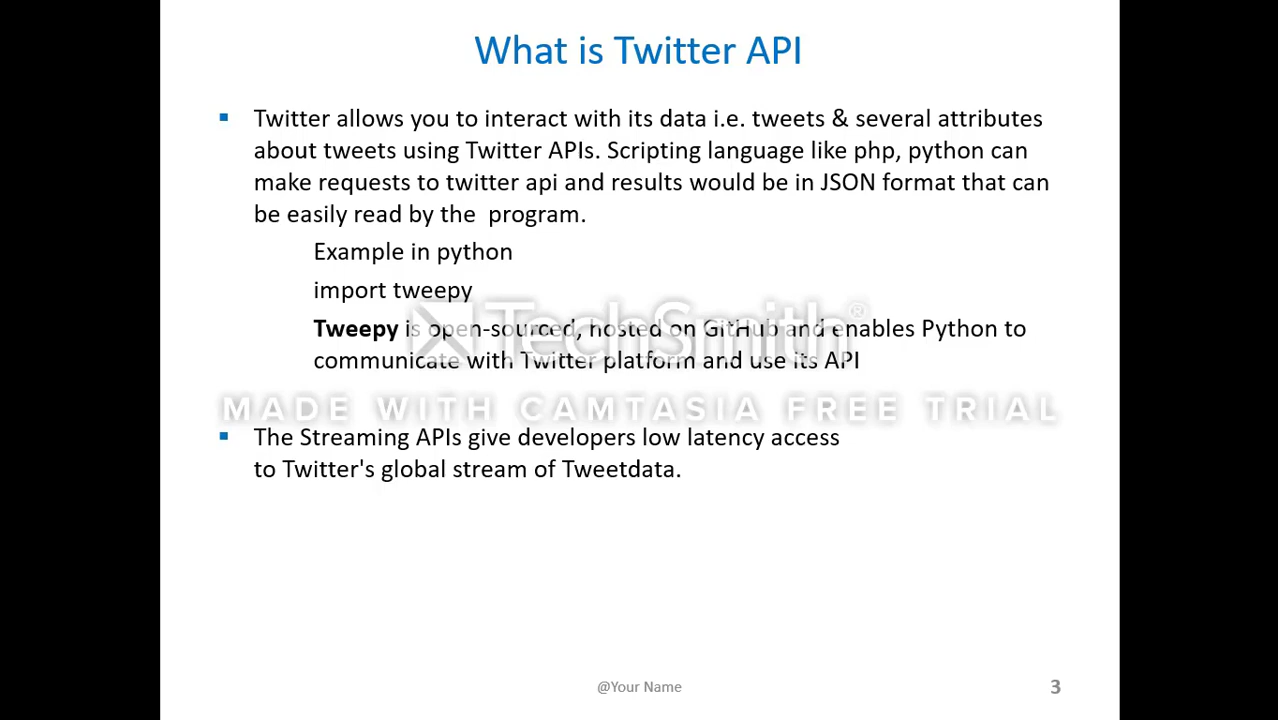 What is Twitter API
Twitter allows you to interact with its data i.e. tweets & several attributes
about tweets using Twitter APIs. Scripting language like php, python can
make requests to twitter api and results would be in JSON format that can
be easily read by the  program.
Example in python
import tweepy
Tweepy is open-sourced, hosted on GitHub and enables Python to
communicate with Twitter platform and use its API
TechSmith®
MADE WITH CAMTASIA FREE TRIAL
The Streaming APIs give developers low latency access
to Twitter's global stream of Tweetdata.
@Your Name
3